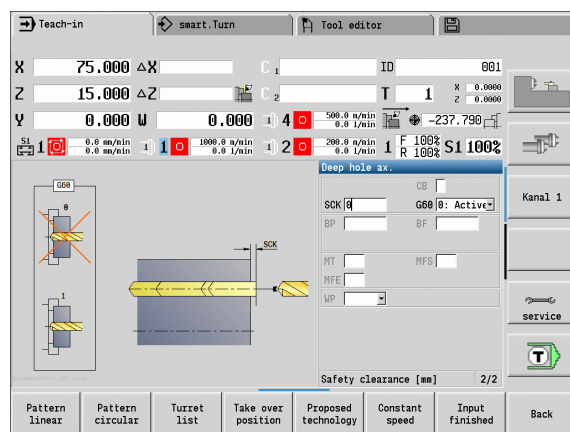 Teach-in
smart.Turn
Tool editor
X 75.000 ΔX C 1 ID 001
Z 15.000 ΔZ C 2 T 1 X 0.0000
Z 0.0000
Y 0.000 W 0.000 4 500.0 m/min
0.0 1/min -237.790
S1 1 0.0 mm/min
0.0 mm/min 1 1000.0 m/min
0.0 1/min 2 200.0 m/min
0.0 1/min 1 F 100%
R 100% S1 100%
Deep hole ax.
CB
SCK 0 G60 0: Active
BP BF
MT MFS
MFE
WP
Safety clearance [mm] 2/2
G60
0
1
SCK
Kanal 1
service
T
Pattern linear
Pattern circular
Turret list
Take over position
Proposed technology
Constant speed
Input finished
Back